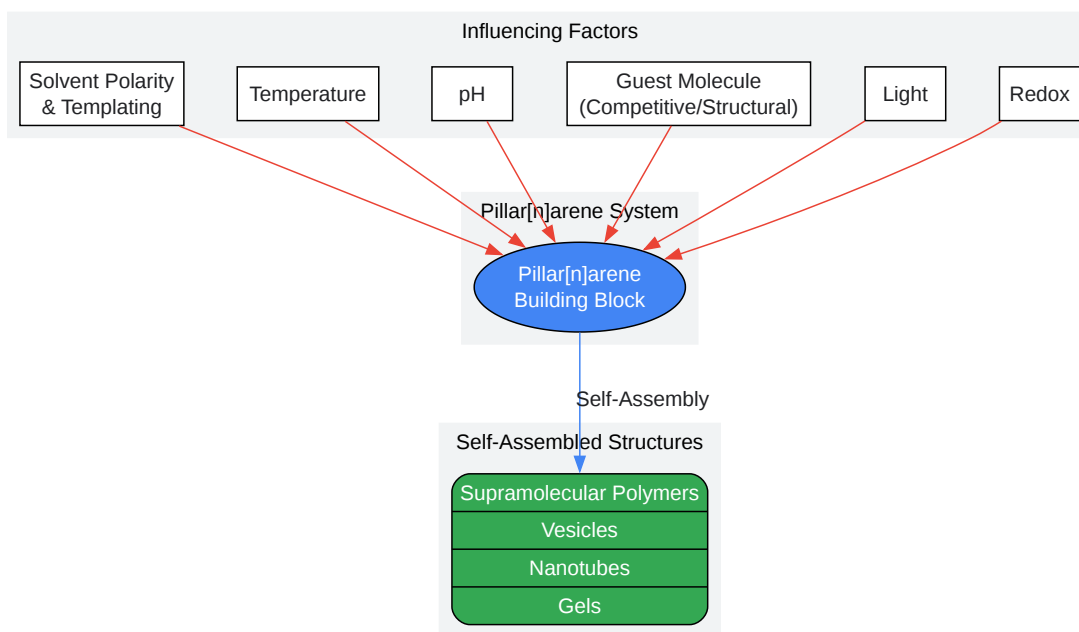 Influencing Factors
Solvent Polarity
& Templating
Temperature
pH
Guest Molecule
(Competitive/Structural)
Light
Redox
Pillar[n]arene System
Pillar[n]arene
Building Block
Self-Assembly
Self-Assembled Structures
Supramolecular Polymers
Vesicles
Nanotubes
Gels